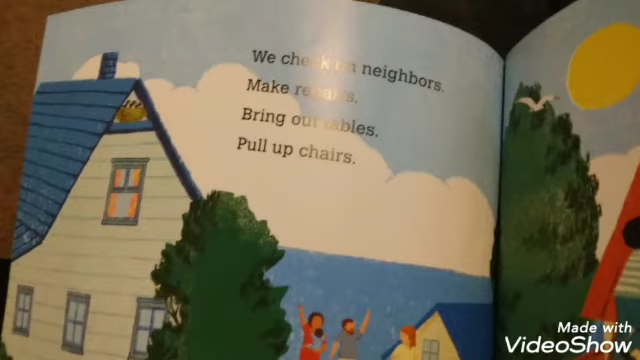 We check on neighbors.
Make repairs.
Bring out tables.
Pull up chairs.
Made with
VideoShow